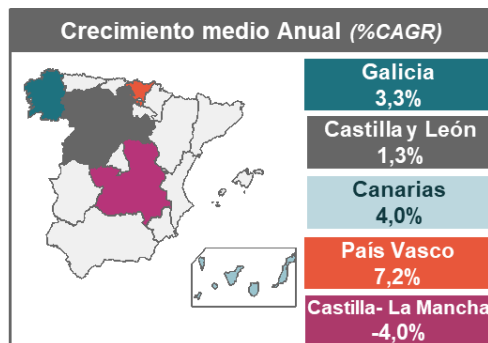 Crecimiento medio Anual (%CAGR)
Galicia
3,3%
Castilla y León
1,3%
Canarias
4,0%
País Vasco
7,2%
Castilla- La Mancha
-4,0%